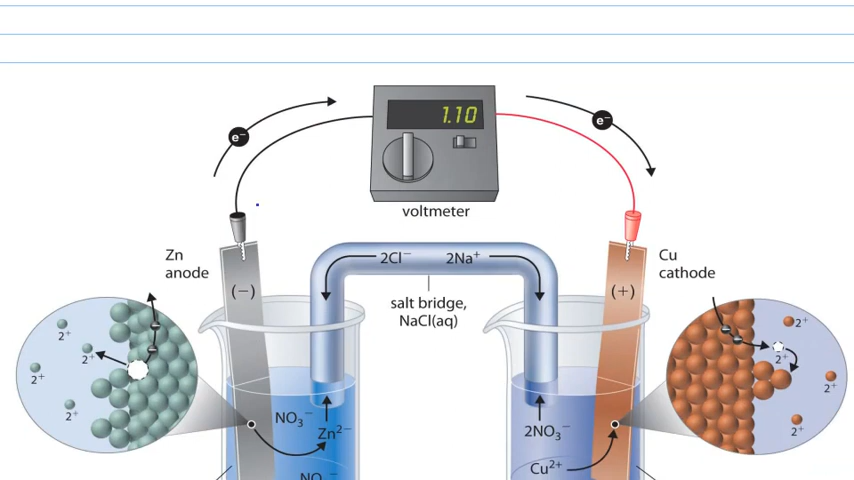 1.10
e⁻
e⁻
voltmeter
Zn
anode
Cu
cathode
2Cl⁻ 2Na⁺
(−)
(+)
salt bridge,
NaCl(aq)
2⁺
2⁺
2⁺
2⁺
2⁺
2⁺
2⁺
2⁺
NO₃⁻
Zn²⁻
2NO₃⁻
Cu²⁺
NO₃⁻